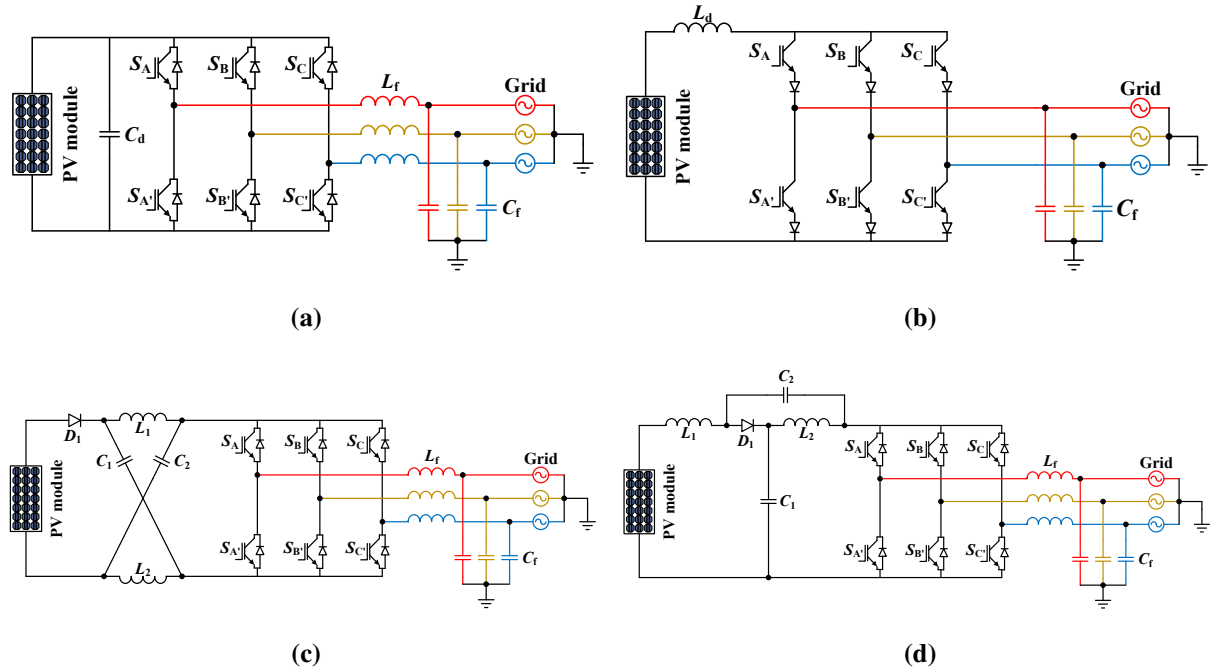 S_A S_B S_C
L_f
Grid
PV module
C_d
S_A' S_B' S_C'
C_f
(a)
L_d
S_A S_B S_C
Grid
PV module
S_A' S_B' S_C'
C_f
(b)
D_1 L_1
S_A S_B S_C
L_f
Grid
C_1 C_2
PV module
S_A' S_B' S_C'
L_2
C_f
(c)
C_2
L_1 D_1 L_2
S_A S_B S_C
L_f
Grid
PV module
C_1
S_A' S_B' S_C'
C_f
(d)